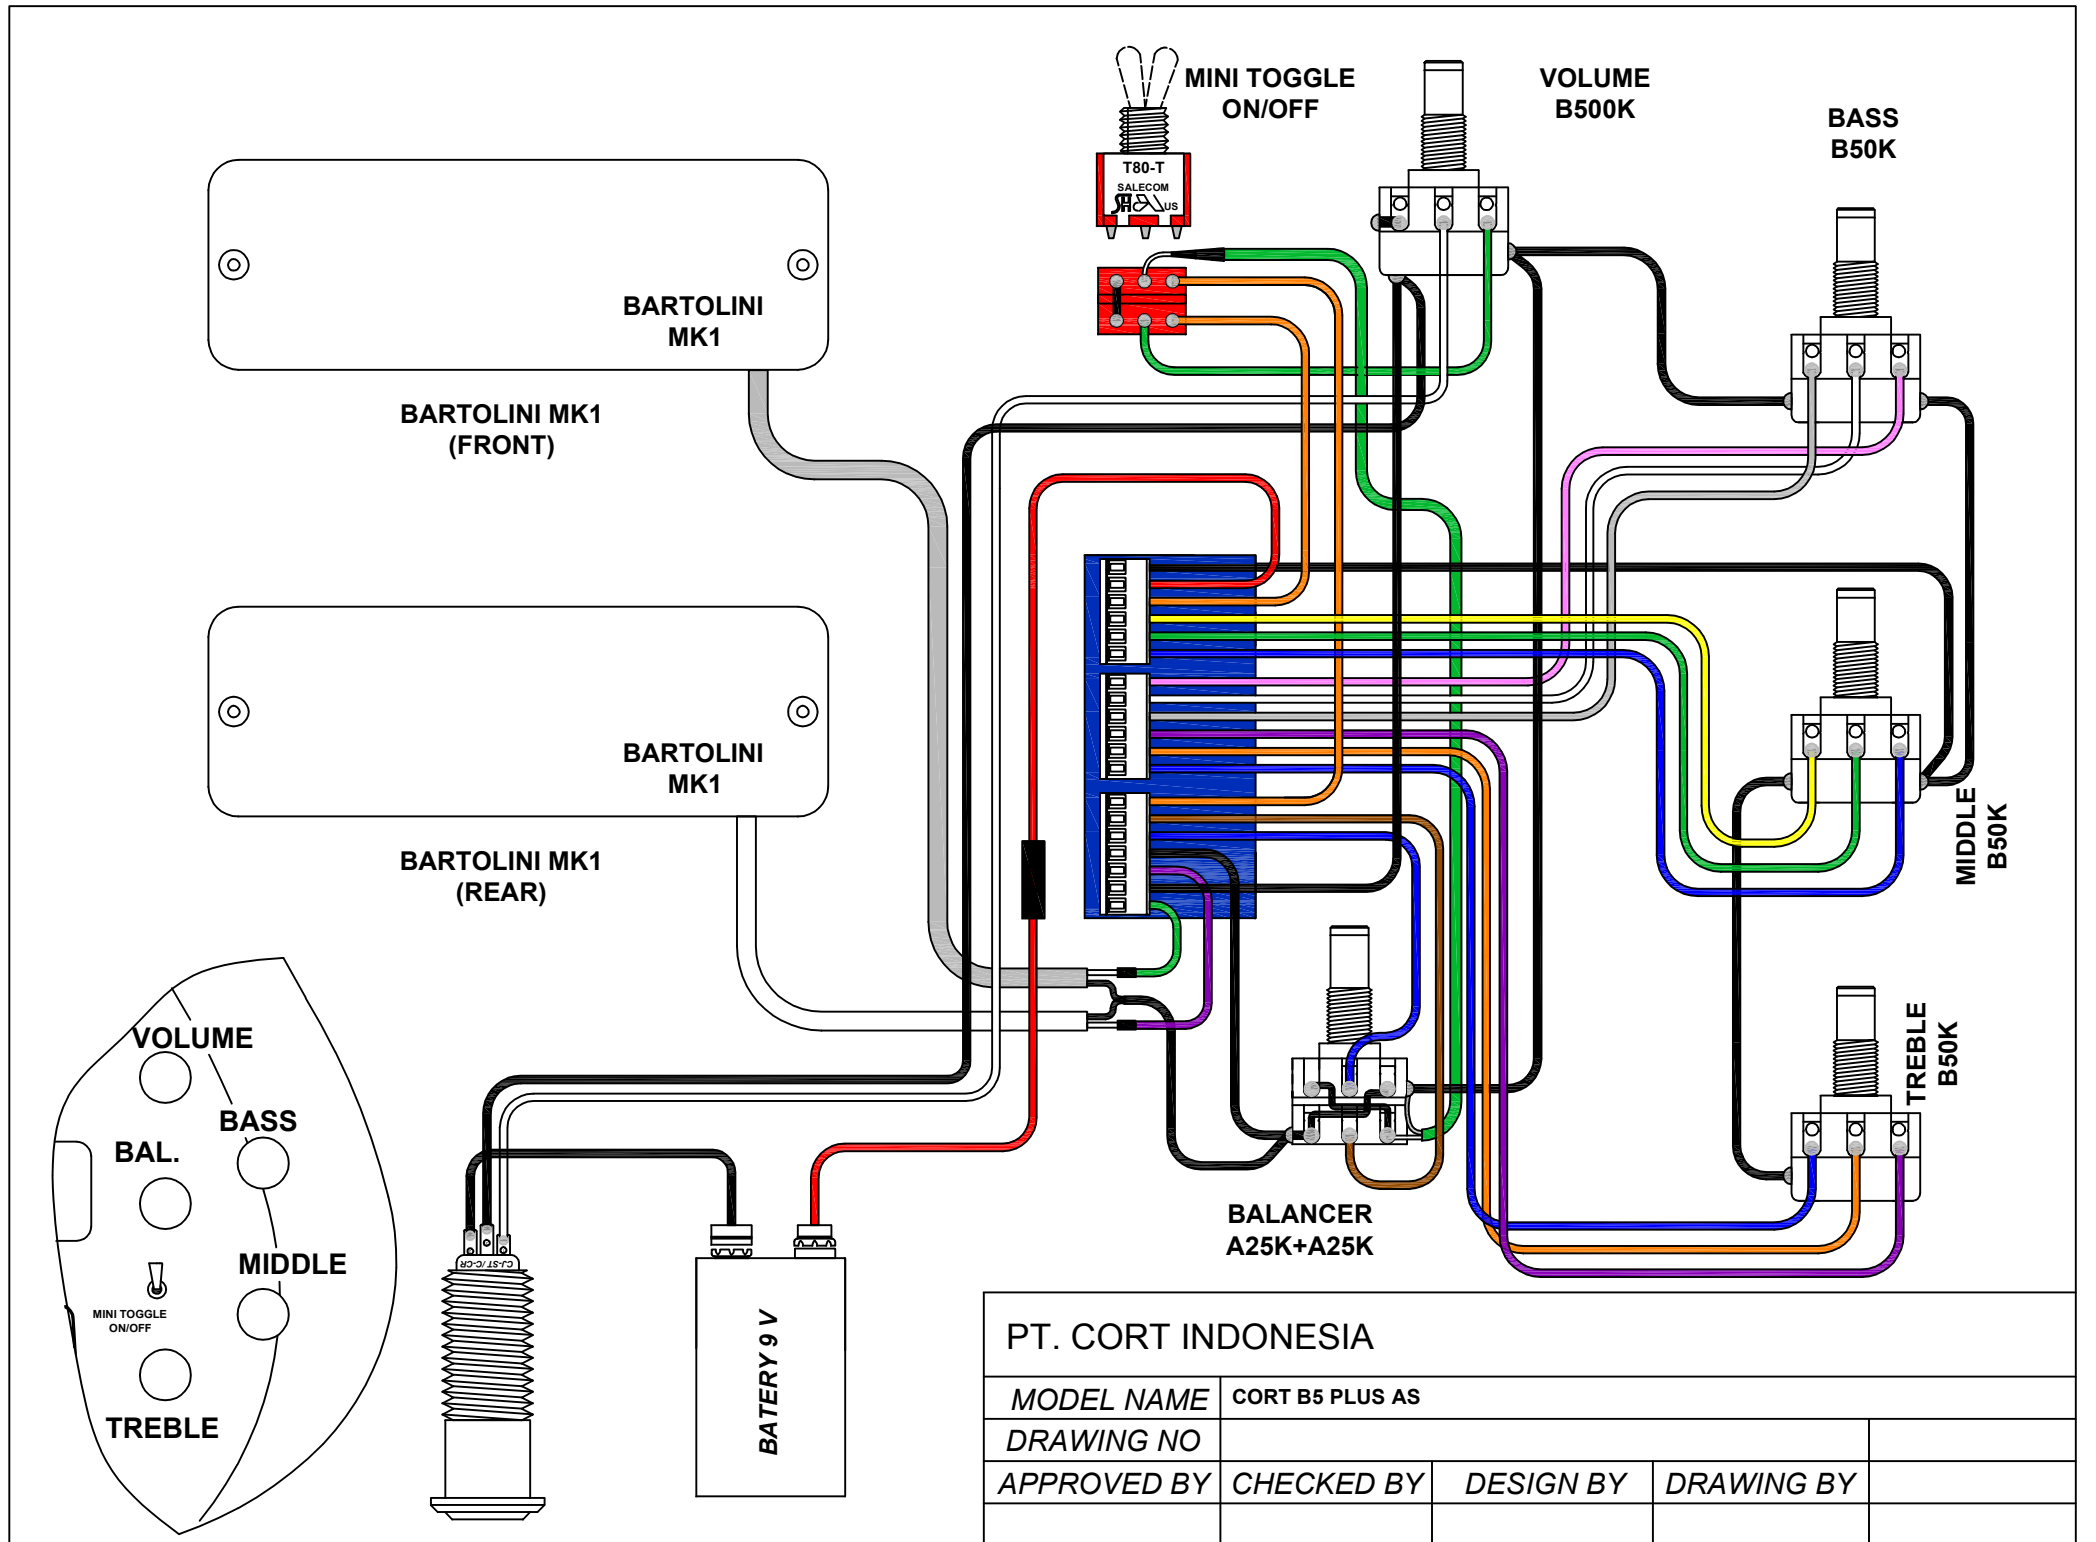 MINI TOGGLE
ON/OFF
VOLUME
B500K
BASS
B50K
T80-T
SALECOM
US
BARTOLINI
MK1
BARTOLINI MK1
(FRONT)
BARTOLINI
MK1
BARTOLINI MK1
(REAR)
MIDDLE
B50K
TREBLE
B50K
BALANCER
A25K+A25K
VOLUME
BASS
BAL.
MIDDLE
MINI TOGGLE
ON/OFF
TREBLE
CJ-ST/C-CR
BATERY 9 V
PT. CORT INDONESIA
MODEL NAME CORT B5 PLUS AS
DRAWING NO
APPROVED BY CHECKED BY DESIGN BY DRAWING BY